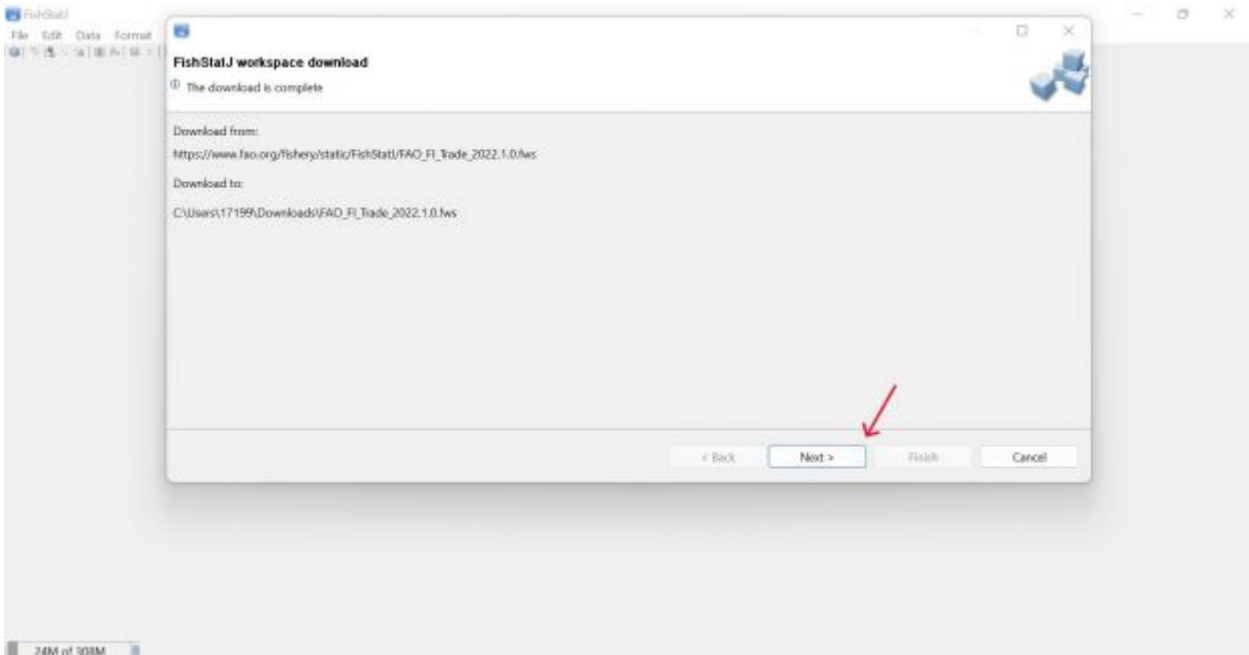 FishStatJ
File Edit Data Format
FishStatJ workspace download
The download is complete
Download from:
https://www.fao.org/fishery/static/FishStatJ/FAO_FI_Trade_2022.1.0.fws
Download to:
C:\Users\17199\Downloads\FAO_FI_Trade_2022.1.0.fws
< Back Next > Finish Cancel
24M of 308M